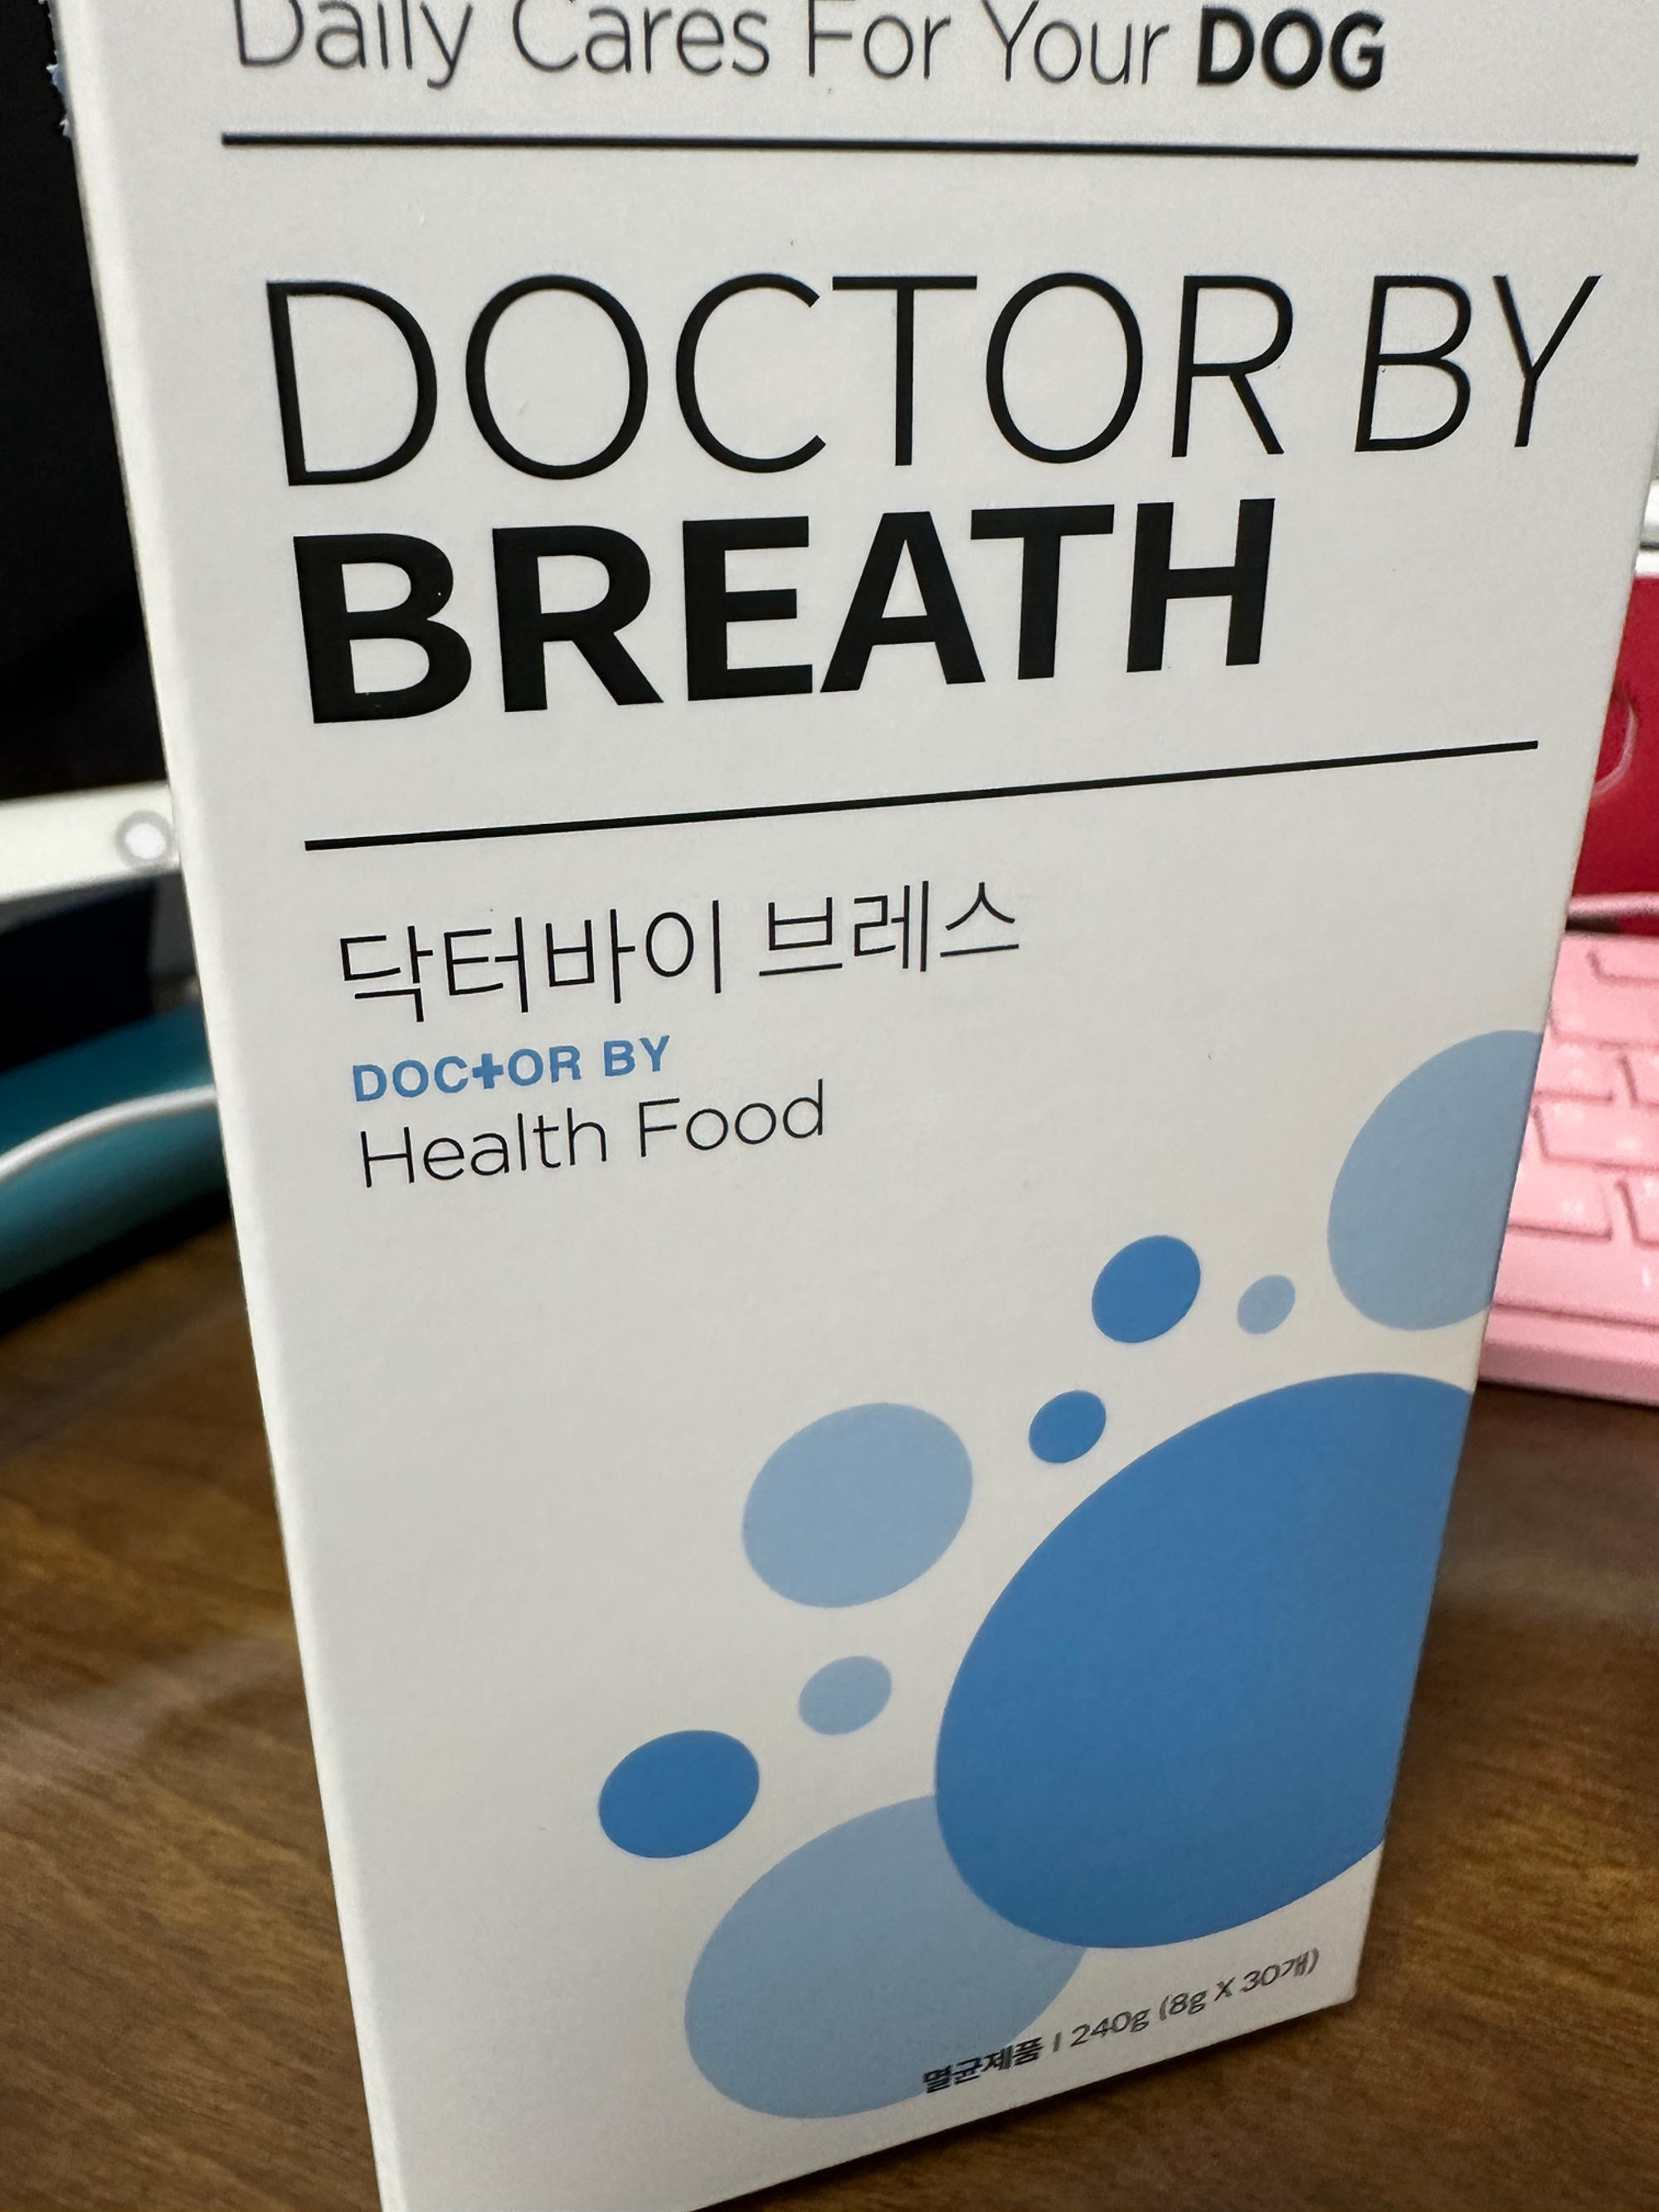 Daily Cares For Your DOG
DOCTOR BY
BREATH
닥터바이 브레스
DOCTOR BY
Health Food
멸균제품 I 240g (8g X 30개)